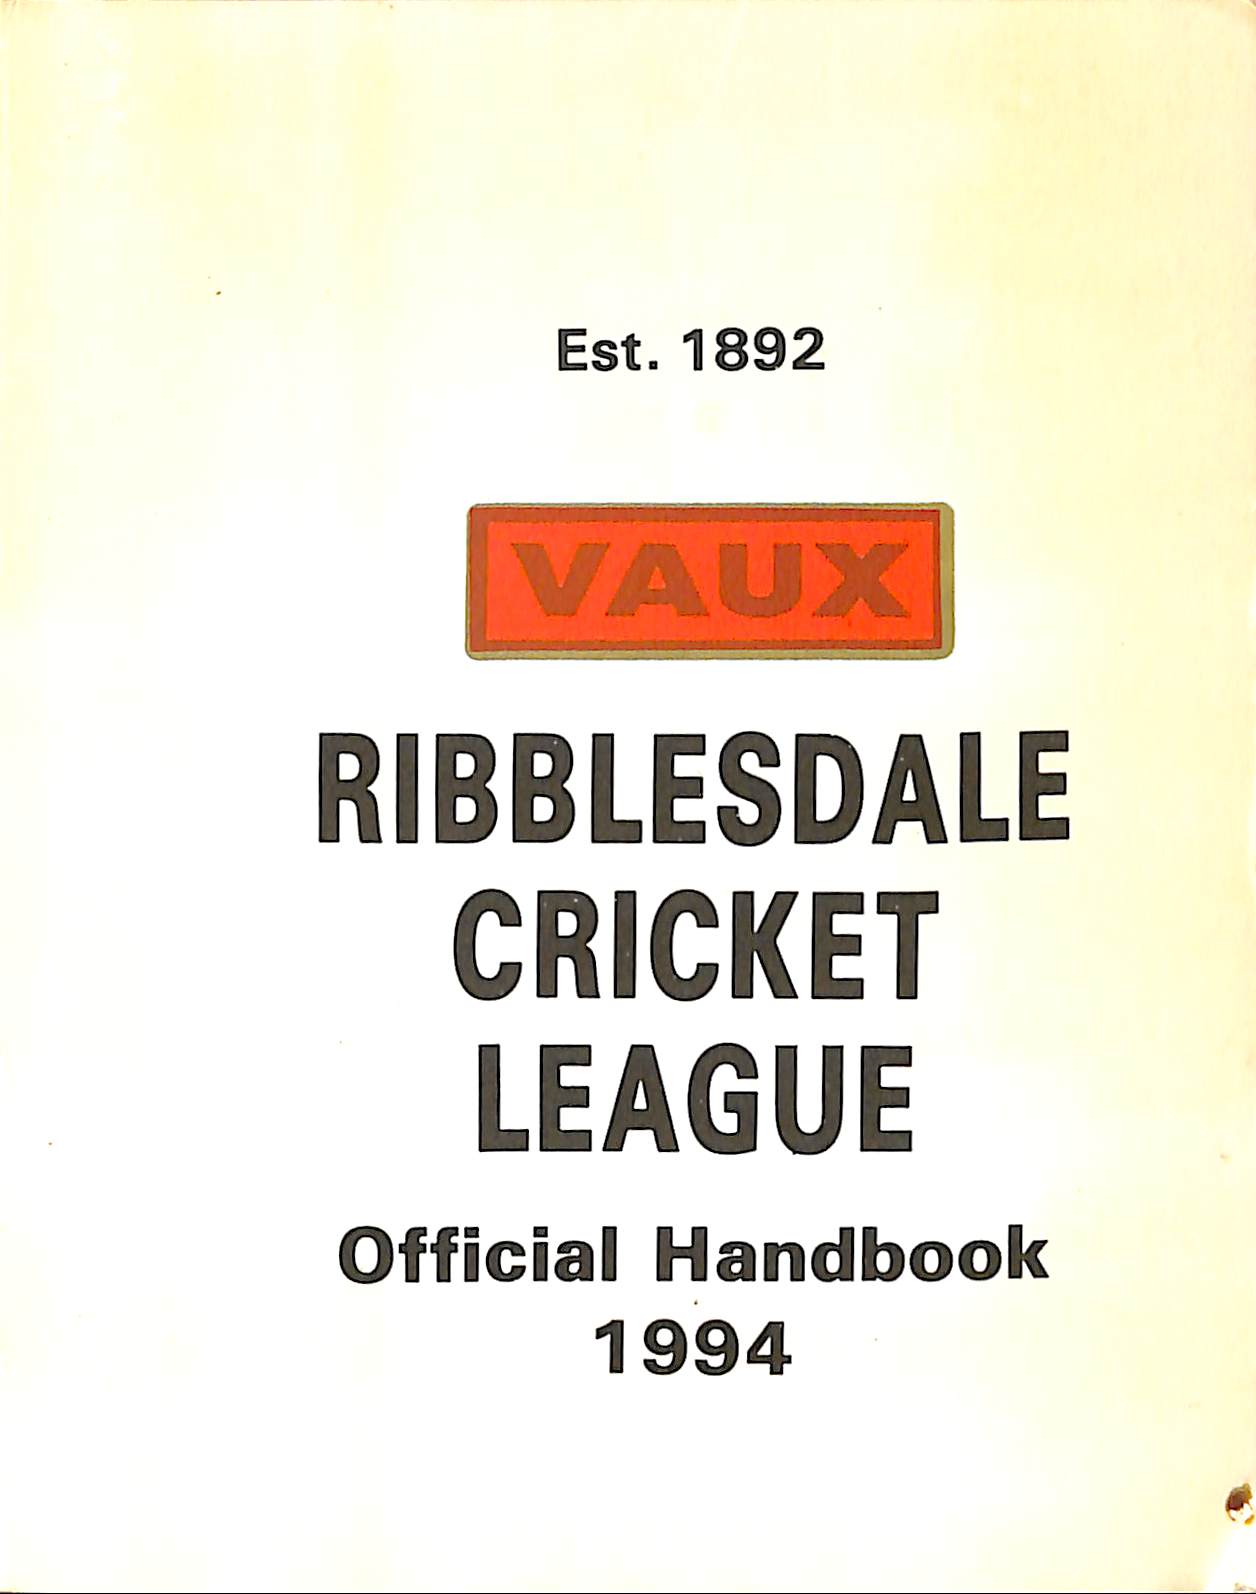 Est. 1892
VAUX
RIBBLESDALE
CRICKET
LEAGUE
Official Handbook
1994